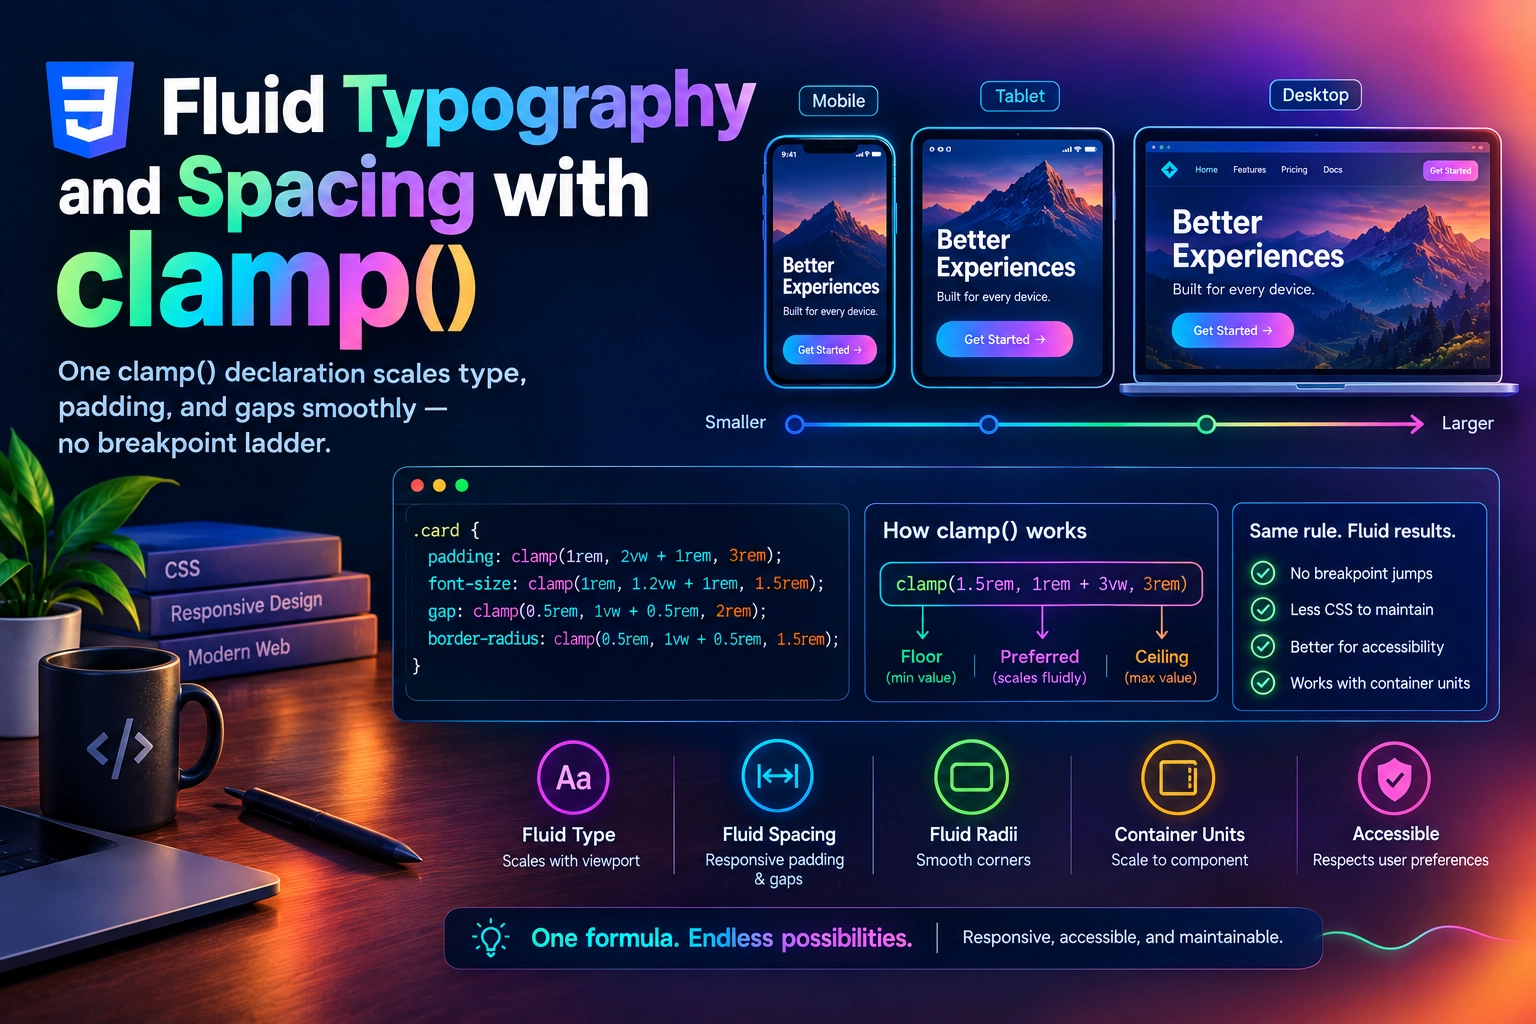 Fluid Typography
and Spacing with
clamp()
One clamp() declaration scales type,
padding, and gaps smoothly —
no breakpoint ladder.
Mobile
Tablet
Desktop
9:41
Better
Experiences
Built for every device.
Get Started →
Better
Experiences
Built for every device.
Get Started →
Home Features Pricing Docs Get Started
Better
Experiences
Built for every device.
Get Started →
Smaller
Larger
CSS
Responsive Design
Modern Web
</>
.card {
padding: clamp(1rem, 2vw + 1rem, 3rem);
font-size: clamp(1rem, 1.2vw + 1rem, 1.5rem);
gap: clamp(0.5rem, 1vw + 0.5rem, 2rem);
border-radius: clamp(0.5rem, 1vw + 0.5rem, 1.5rem);
}
How clamp() works
clamp(1.5rem, 1rem + 3vw, 3rem)
Floor
(min value)
Preferred
(scales fluidly)
Ceiling
(max value)
Same rule. Fluid results.
No breakpoint jumps
Less CSS to maintain
Better for accessibility
Works with container units
Aa
Fluid Type
Scales with viewport
Fluid Spacing
Responsive padding
& gaps
Fluid Radii
Smooth corners
Container Units
Scale to component
Accessible
Respects user preferences
One formula. Endless possibilities.
Responsive, accessible, and maintainable.